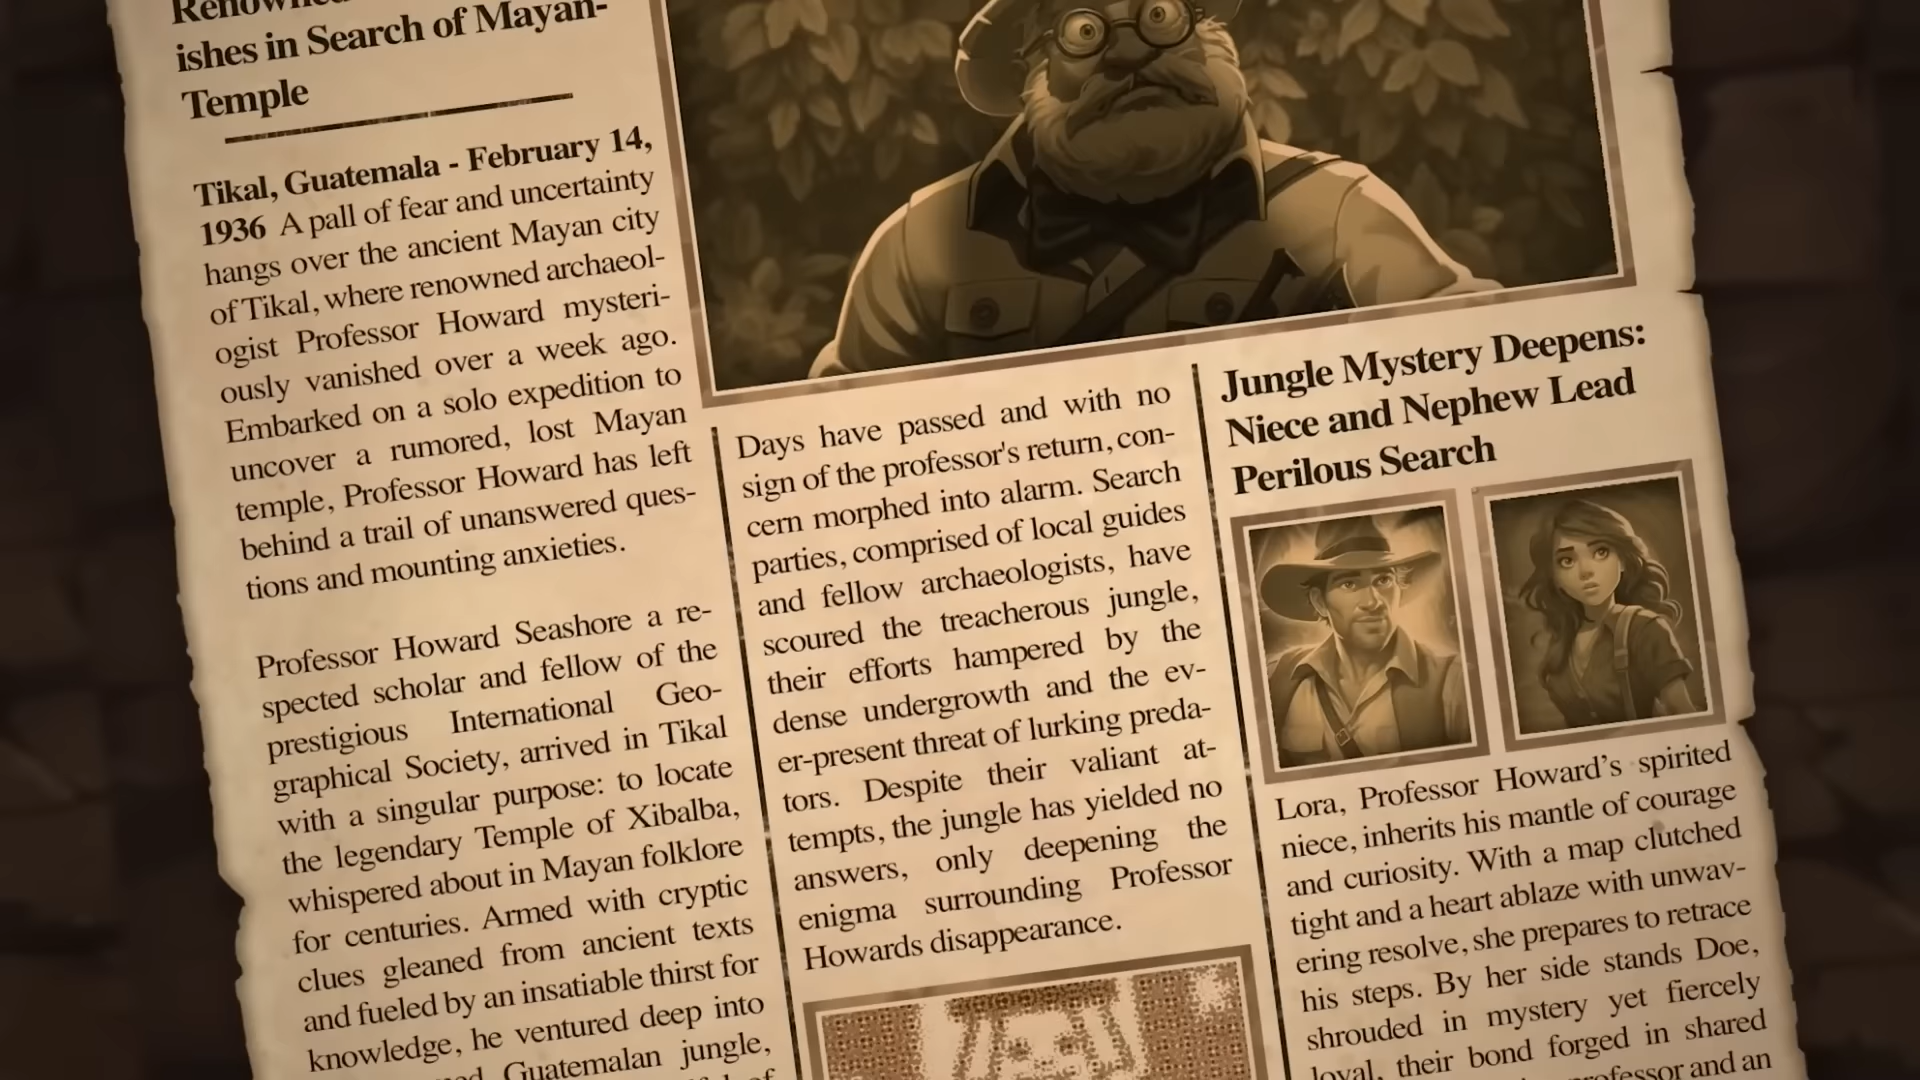 Renowned
ishes in Search of Mayan-
Temple
Tikal, Guatemala - February 14,
1936 A pall of fear and uncertainty
hangs over the ancient Mayan city
of Tikal, where renowned archaeol-
ogist Professor Howard mysteri-
ously vanished over a week ago.
Embarked on a solo expedition to
uncover a rumored, lost Mayan
temple, Professor Howard has left
behind a trail of unanswered ques-
tions and mounting anxieties.
Professor Howard Seashore a re-
spected scholar and fellow of the
prestigious International Geo-
graphical Society, arrived in Tikal
with a singular purpose: to locate
the legendary Temple of Xibalba,
whispered about in Mayan folklore
for centuries. Armed with cryptic
clues gleaned from ancient texts
and fueled by an insatiable thirst for
knowledge, he ventured deep into
Guatemalan jungle,
of
Days have passed and with no
sign of the professor's return, con-
cern morphed into alarm. Search
parties, comprised of local guides
and fellow archaeologists, have
scoured the treacherous jungle,
their efforts hampered by the
dense undergrowth and the ev-
er-present threat of lurking preda-
tors. Despite their valiant at-
tempts, the jungle has yielded no
answers, only deepening the
enigma surrounding Professor
Howards disappearance.
Jungle Mystery Deepens:
Niece and Nephew Lead
Perilous Search
Lora, Professor Howard’s spirited
niece, inherits his mantle of courage
and curiosity. With a map clutched
tight and a heart ablaze with unwav-
ering resolve, she prepares to retrace
his steps. By her side stands Doe,
shrouded in mystery yet fiercely
loyal, their bond forged in shared
professor and an